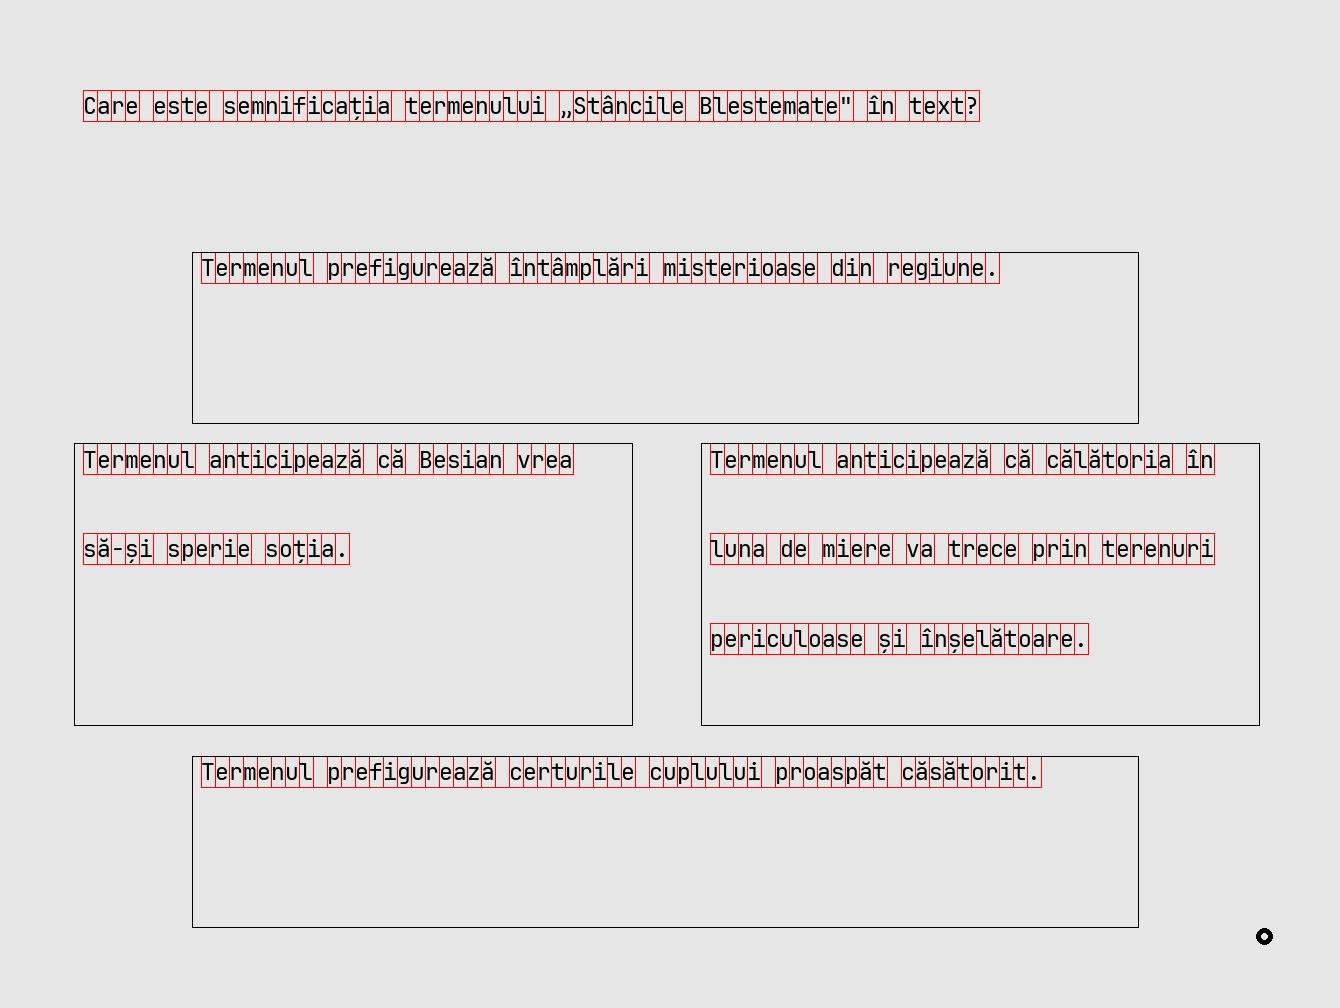 Care este semnificația termenului „Stâncile Blestemate" în text?
Termenul prefigurează întâmplări misterioase din regiune.
Termenul anticipează că Besian vrea
să-și sperie soția.
Termenul anticipează că călătoria în
luna de miere va trece prin terenuri
periculoase și înșelătoare.
Termenul prefigurează certurile cuplului proaspăt căsătorit.